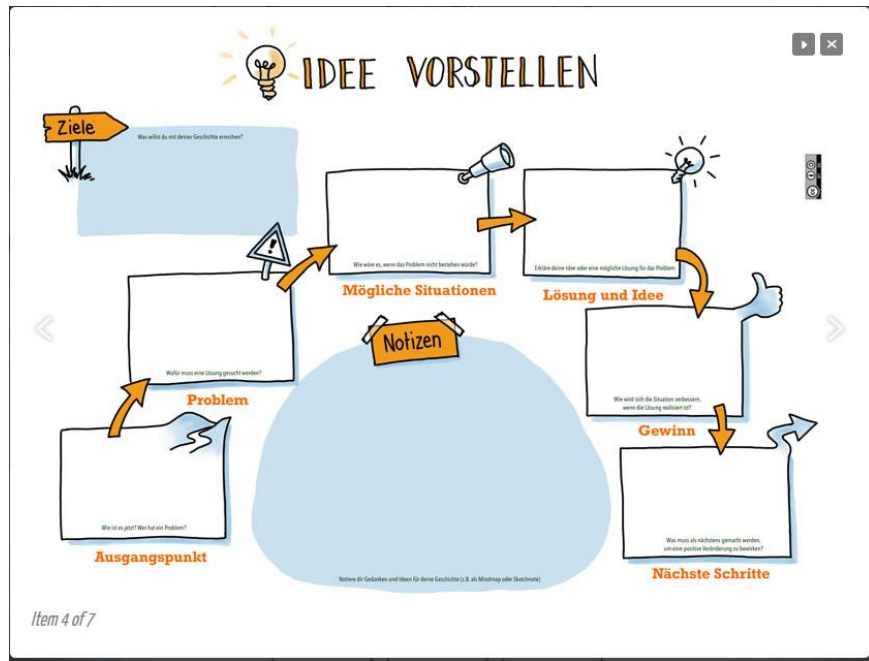 IDEE VORSTELLEN
Ziele
Was willst du mit deiner Geschichte erreichen?
Wie ist es jetzt? Wer hat ein Problem?
Ausgangspunkt
Wofür muss eine Lösung gesucht werden?
Problem
Wie wäre es, wenn das Problem nicht bestehen würde?
Mögliche Situationen
Erkläre deine Idee oder eine mögliche Lösung für das Problem
Lösung und Idee
Wie wird sich die Situation verbessern,
wenn die Lösung realisiert ist?
Gewinn
Was muss als nächstens gemacht werden,
um eine positive Veränderung zu bewirken?
Nächste Schritte
Notizen
Notiere dir Gedanken und Ideen für deine Geschichte (z.B. als Mindmap oder Sketchnote)
Item 4 of 7